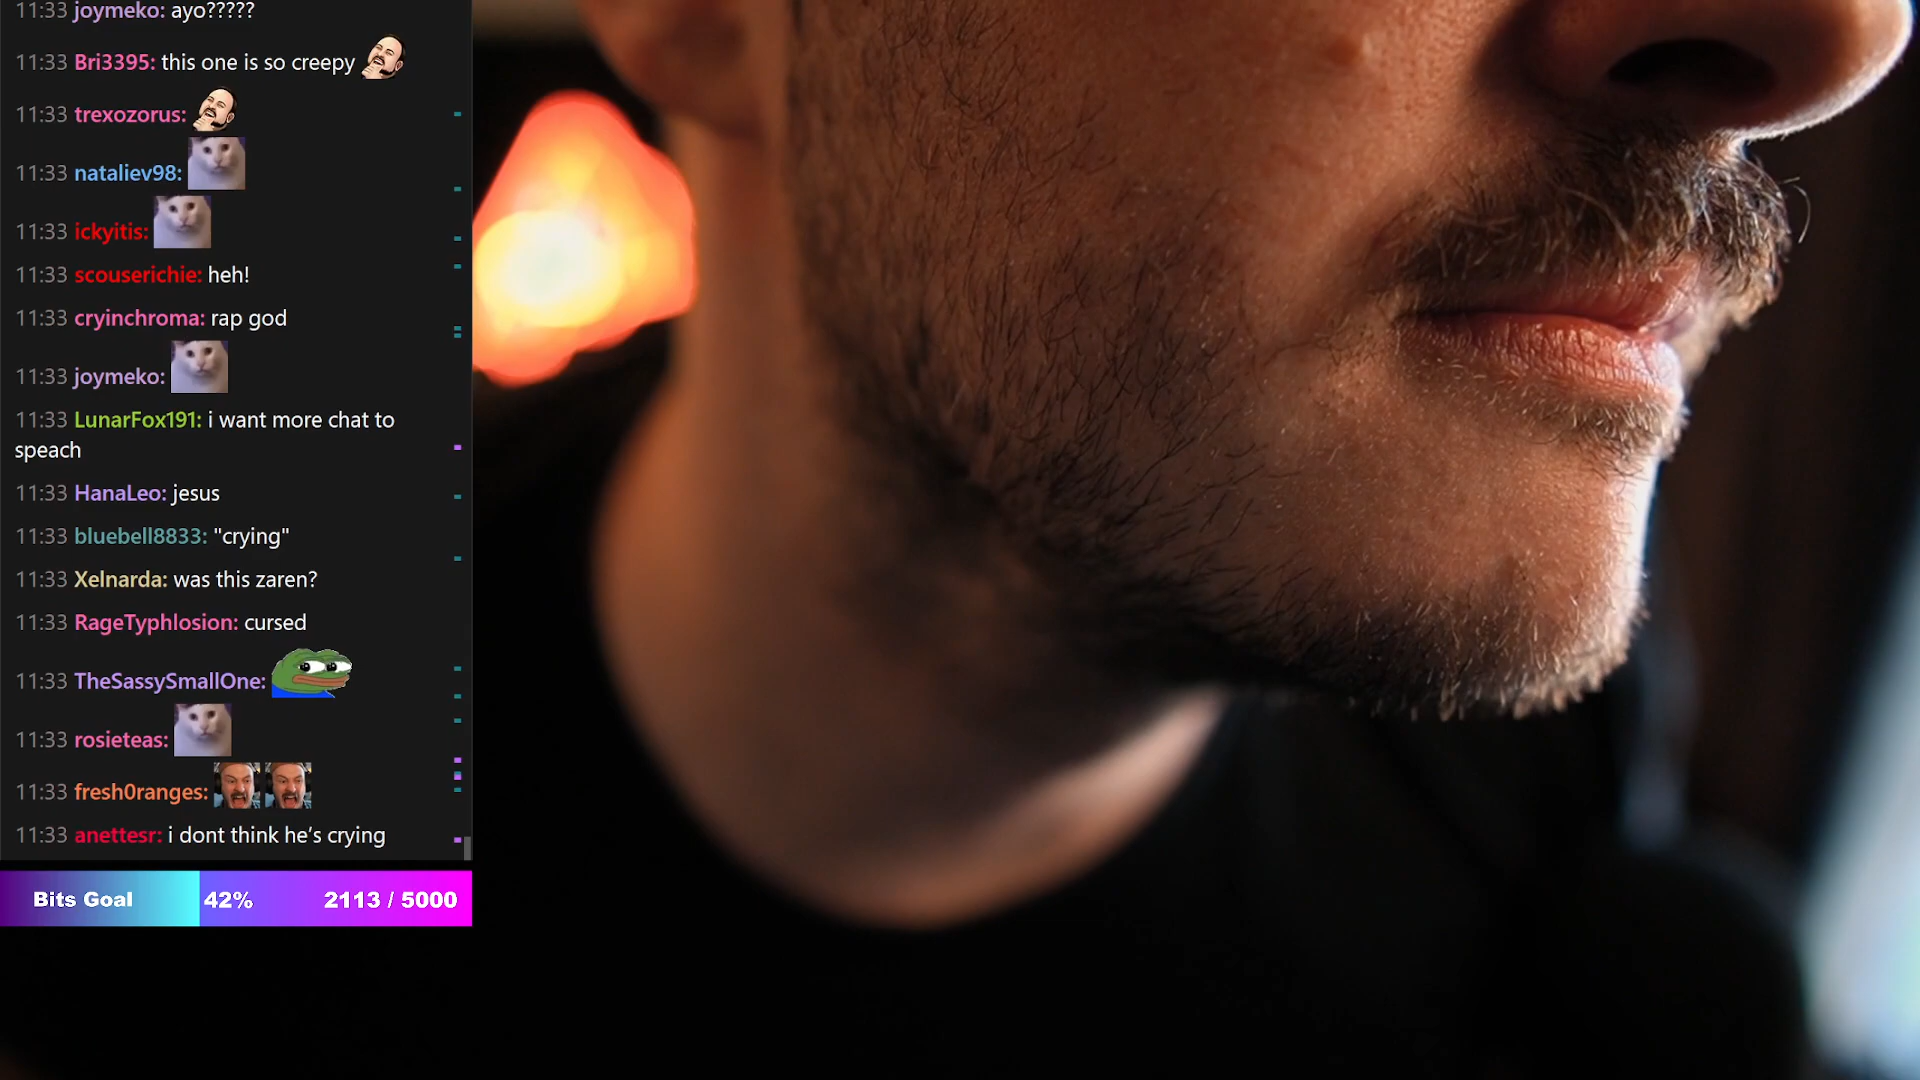 11:33 joymeko: ayo?????
11:33 Bri3395: this one is so creepy
11:33 trexozorus:
11:33 nataliev98:
11:33 ickyitis:
11:33 scouserichie: heh!
11:33 cryinchroma: rap god
11:33 joymeko:
11:33 LunarFox191: i want more chat to
speach
11:33 HanaLeo: jesus
11:33 bluebell8833: "crying"
11:33 Xelnarda: was this zaren?
11:33 RageTyphlosion: cursed
11:33 TheSassySmallOne:
11:33 rosieteas:
11:33 fresh0ranges:
11:33 anettesr: i dont think he's crying
Bits Goal 42% 2113 / 5000